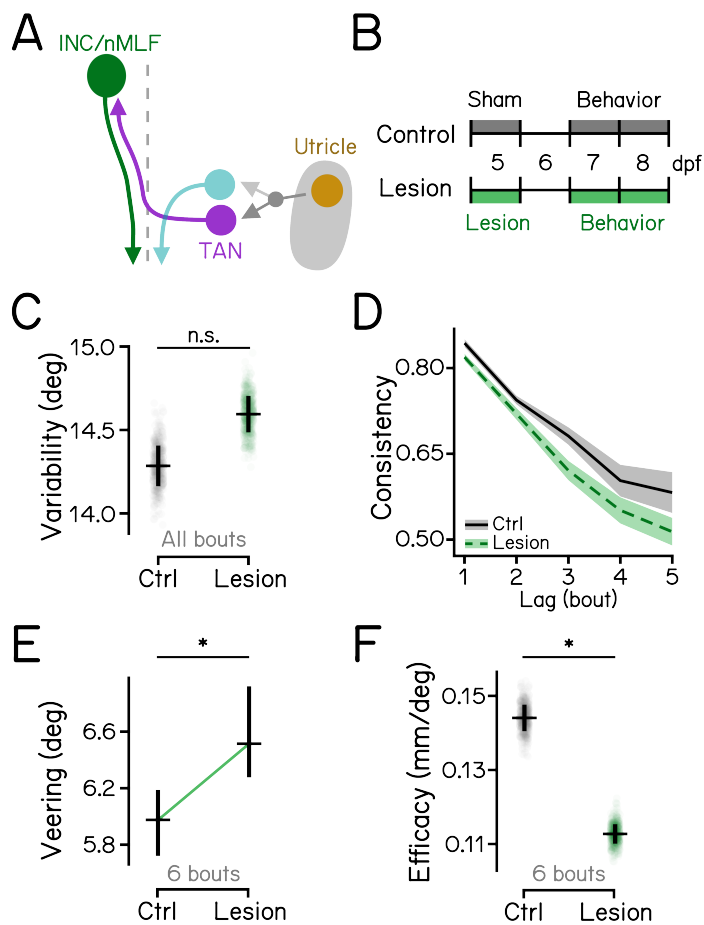 A
INC/nMLF
Utricle
TAN
B
Sham Behavior
Control
5 6 7 8 dpf
Lesion
Lesion Behavior
C
n.s.
Variability (deg)
15.0
14.5
14.0
All bouts
Ctrl Lesion
D
Consistency
0.80
0.65
0.50
Ctrl
Lesion
1 2 3 4 5
Lag (bout)
E
*
Veering (deg)
6.6
6.2
5.8
6 bouts
Ctrl Lesion
F
*
Efficacy (mm/deg)
0.15
0.13
0.11
6 bouts
Ctrl Lesion